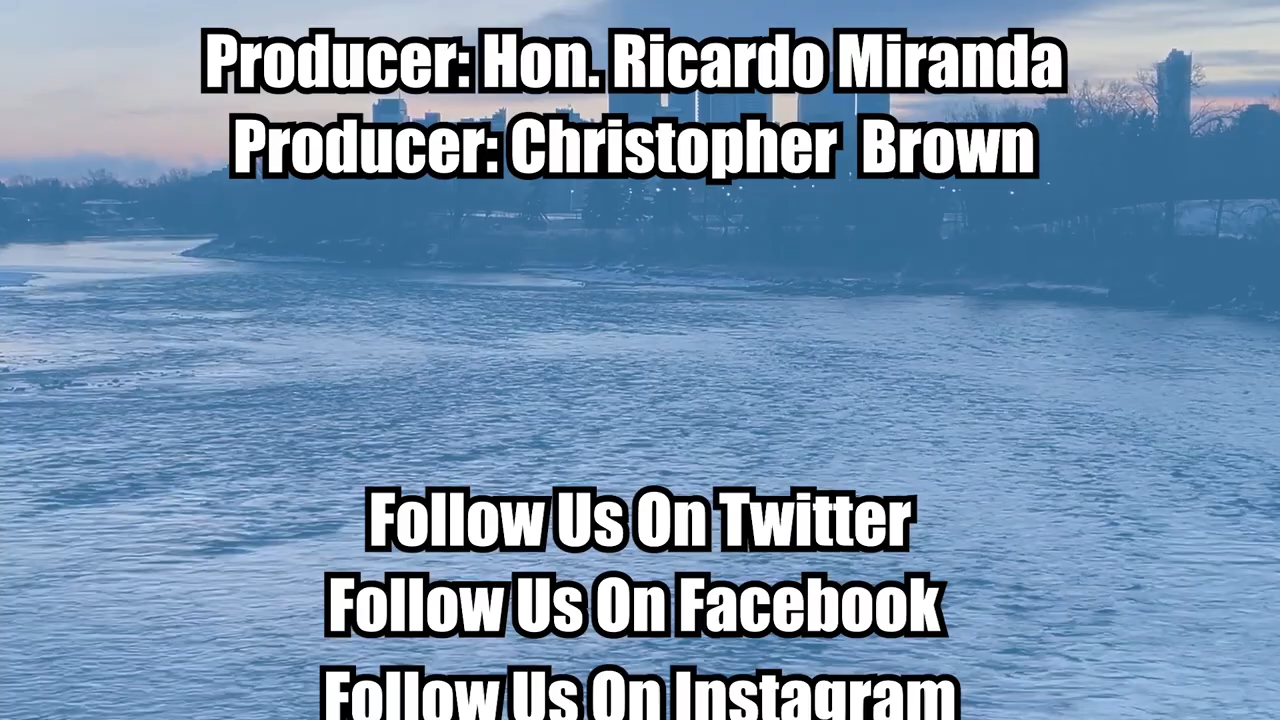 Producer: Hon. Ricardo Miranda
Producer: Christopher Brown
Follow Us On Twitter
Follow Us On Facebook
Follow Us On Instagram